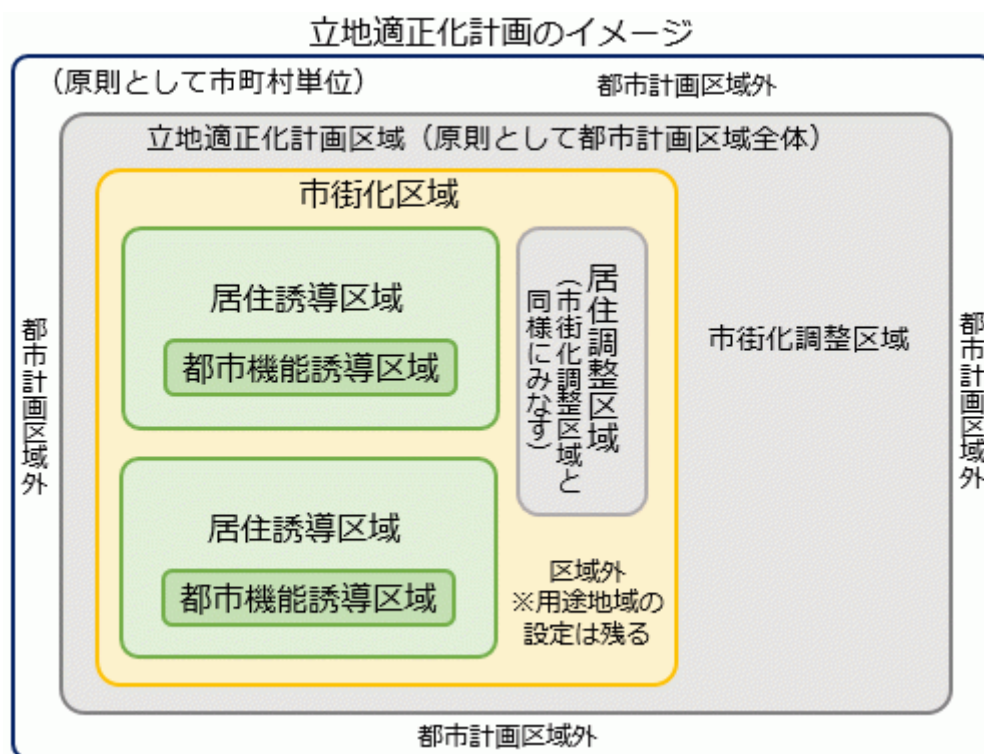 立地適正化計画のイメージ
（原則として市町村単位）
都市計画区域外
立地適正化計画区域（原則として都市計画区域全体）
市街化区域
居住誘導区域
都市機能誘導区域
居住調整区域
（市街化調整区域と
同様にみなす）
市街化調整区域
都市計画区域外
都市計画区域外
居住誘導区域
都市機能誘導区域
区域外
※用途地域の
設定は残る
都市計画区域外